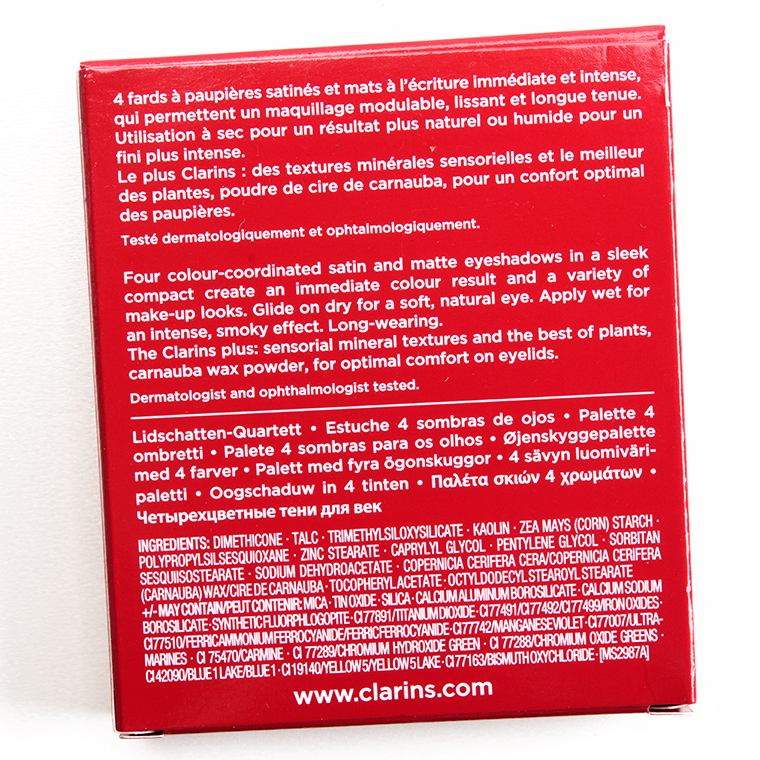 4 fards à paupières satinés et mats à l'écriture immédiate et intense,
qui permettent un maquillage modulable, lissant et longue tenue.
Utilisation à sec pour un résultat plus naturel ou humide pour un
fini plus intense.
Le plus Clarins : des textures minérales sensorielles et le meilleur
des plantes, poudre de cire de carnauba, pour un confort optimal
des paupières.
Testé dermatologiquement et ophtalmologiquement.
Four colour-coordinated satin and matte eyeshadows in a sleek
compact create an immediate colour result and a variety of
make-up looks. Glide on dry for a soft, natural eye. Apply wet for
an intense, smoky effect. Long-wearing.
The Clarins plus: sensorial mineral textures and the best of plants,
carnauba wax powder, for optimal comfort on eyelids.
Dermatologist and ophthalmologist tested.
Lidschatten-Quartett • Estuche 4 sombras de ojos • Palette 4
ombretti • Palete 4 sombras para os olhos • Øjenskyggepalette
med 4 farver • Palett med fyra ögonskuggor • 4 sävyn luomiväri-
paletti • Oogschaduw in 4 tinten • Παλέτα σκιών 4 χρωμάτων •
Четырехцветные тени для век
INGREDIENTS: DIMETHICONE · TALC · TRIMETHYLSILOXYSILICATE · KAOLIN · ZEA MAYS (CORN) STARCH ·
POLYPROPYLSILSESQUIOXANE · ZINC STEARATE · CAPRYLYL GLYCOL · PENTYLENE GLYCOL · SORBITAN
SESQUIISOSTEARATE · SODIUM DEHYDROACETATE · COPERNICIA CERIFERA CERA/COPERNICIA CERIFERA
(CARNAUBA) WAX/CIRE DE CARNAUBA · TOCOPHERYL ACETATE · OCTYLDODECYL STEAROYL STEARATE
+/- MAY CONTAIN/PEUT CONTENIR: MICA · TIN OXIDE · SILICA · CALCIUM ALUMINUM BOROSILICATE · CALCIUM SODIUM
BOROSILICATE · SYNTHETIC FLUORPHLOGOPITE · CI 77891/TITANIUM DIOXIDE · CI 77491/CI 77492/CI 77499/IRON OXIDES ·
CI 77510/FERRIC AMMONIUM FERROCYANIDE/FERRIC FERROCYANIDE · CI 77742/MANGANESE VIOLET · CI 77007/ULTRA-
MARINES · CI 75470/CARMINE · CI 77289/CHROMIUM HYDROXIDE GREEN · CI 77288/CHROMIUM OXIDE GREENS ·
CI 42090/BLUE 1 LAKE/BLUE 1 · CI 19140/YELLOW 5/YELLOW 5 LAKE · CI 77163/BISMUTH OXYCHLORIDE · [MS2987A]
www.clarins.com